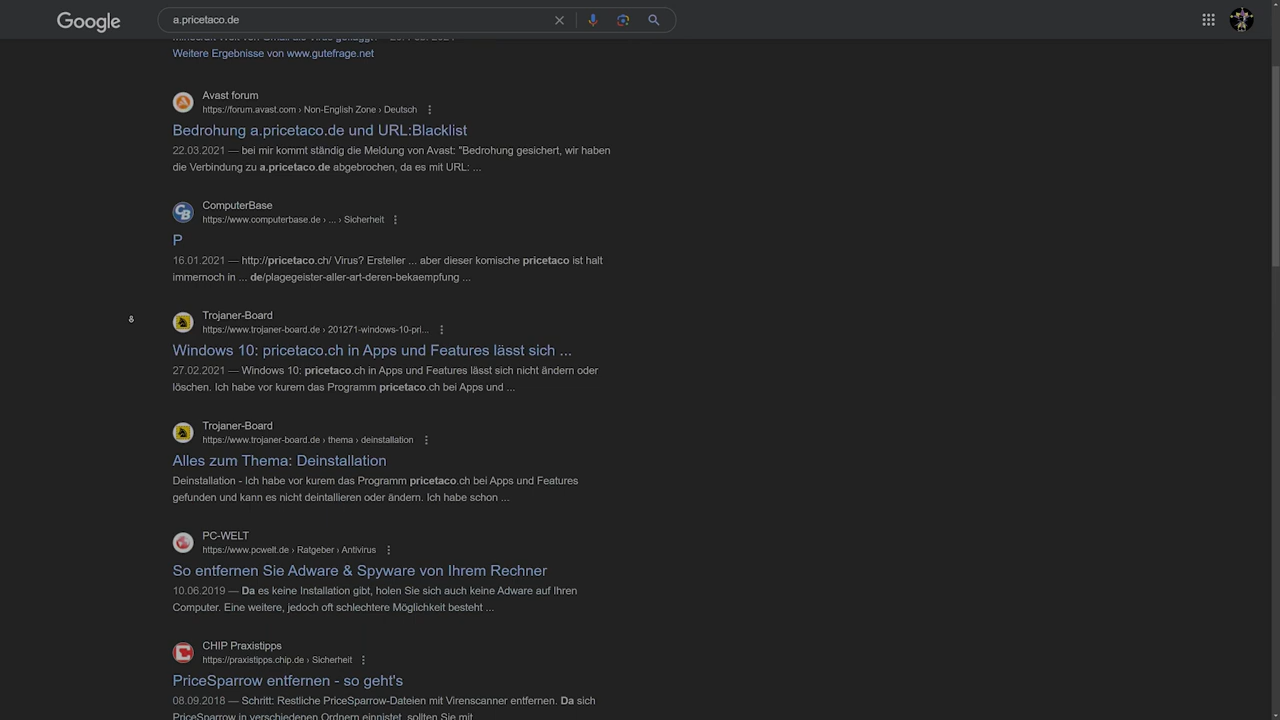 Google
a.pricetaco.de
Weitere Ergebnisse von www.gutefrage.net
Avast forum
https://forum.avast.com › Non-English Zone › Deutsch
Bedrohung a.pricetaco.de und URL:Blacklist
22.03.2021 — bei mir kommt ständig die Meldung von Avast: "Bedrohung gesichert, wir haben
die Verbindung zu a.pricetaco.de abgebrochen, da es mit URL: ...
ComputerBase
https://www.computerbase.de › ... › Sicherheit
P
16.01.2021 — http://pricetaco.ch/ Virus? Ersteller ... aber dieser komische pricetaco ist halt
immernoch in ... de/plagegeister-aller-art-deren-bekaempfung ...
Trojaner-Board
https://www.trojaner-board.de › 201271-windows-10-pri...
Windows 10: pricetaco.ch in Apps und Features lässt sich ...
27.02.2021 — Windows 10: pricetaco.ch in Apps und Features lässt sich nicht ändern oder
löschen. Ich habe vor kurem das Programm pricetaco.ch bei Apps und ...
Trojaner-Board
https://www.trojaner-board.de › thema › deinstallation
Alles zum Thema: Deinstallation
Deinstallation - Ich habe vor kurem das Programm pricetaco.ch bei Apps und Features
gefunden und kann es nicht deintallieren oder ändern. Ich habe schon ...
PC-WELT
https://www.pcwelt.de › Ratgeber › Antivirus
So entfernen Sie Adware & Spyware von Ihrem Rechner
10.06.2019 — Da es keine Installation gibt, holen Sie sich auch keine Adware auf Ihren
Computer. Eine weitere, jedoch oft schlechtere Möglichkeit besteht ...
CHIP Praxistipps
https://praxistipps.chip.de › Sicherheit
PriceSparrow entfernen - so geht's
08.09.2018 — Schritt: Restliche PriceSparrow-Dateien mit Virenscanner entfernen. Da sich
PriceSparrow in verschiedenen Ordnern einnistet, sollten Sie mit